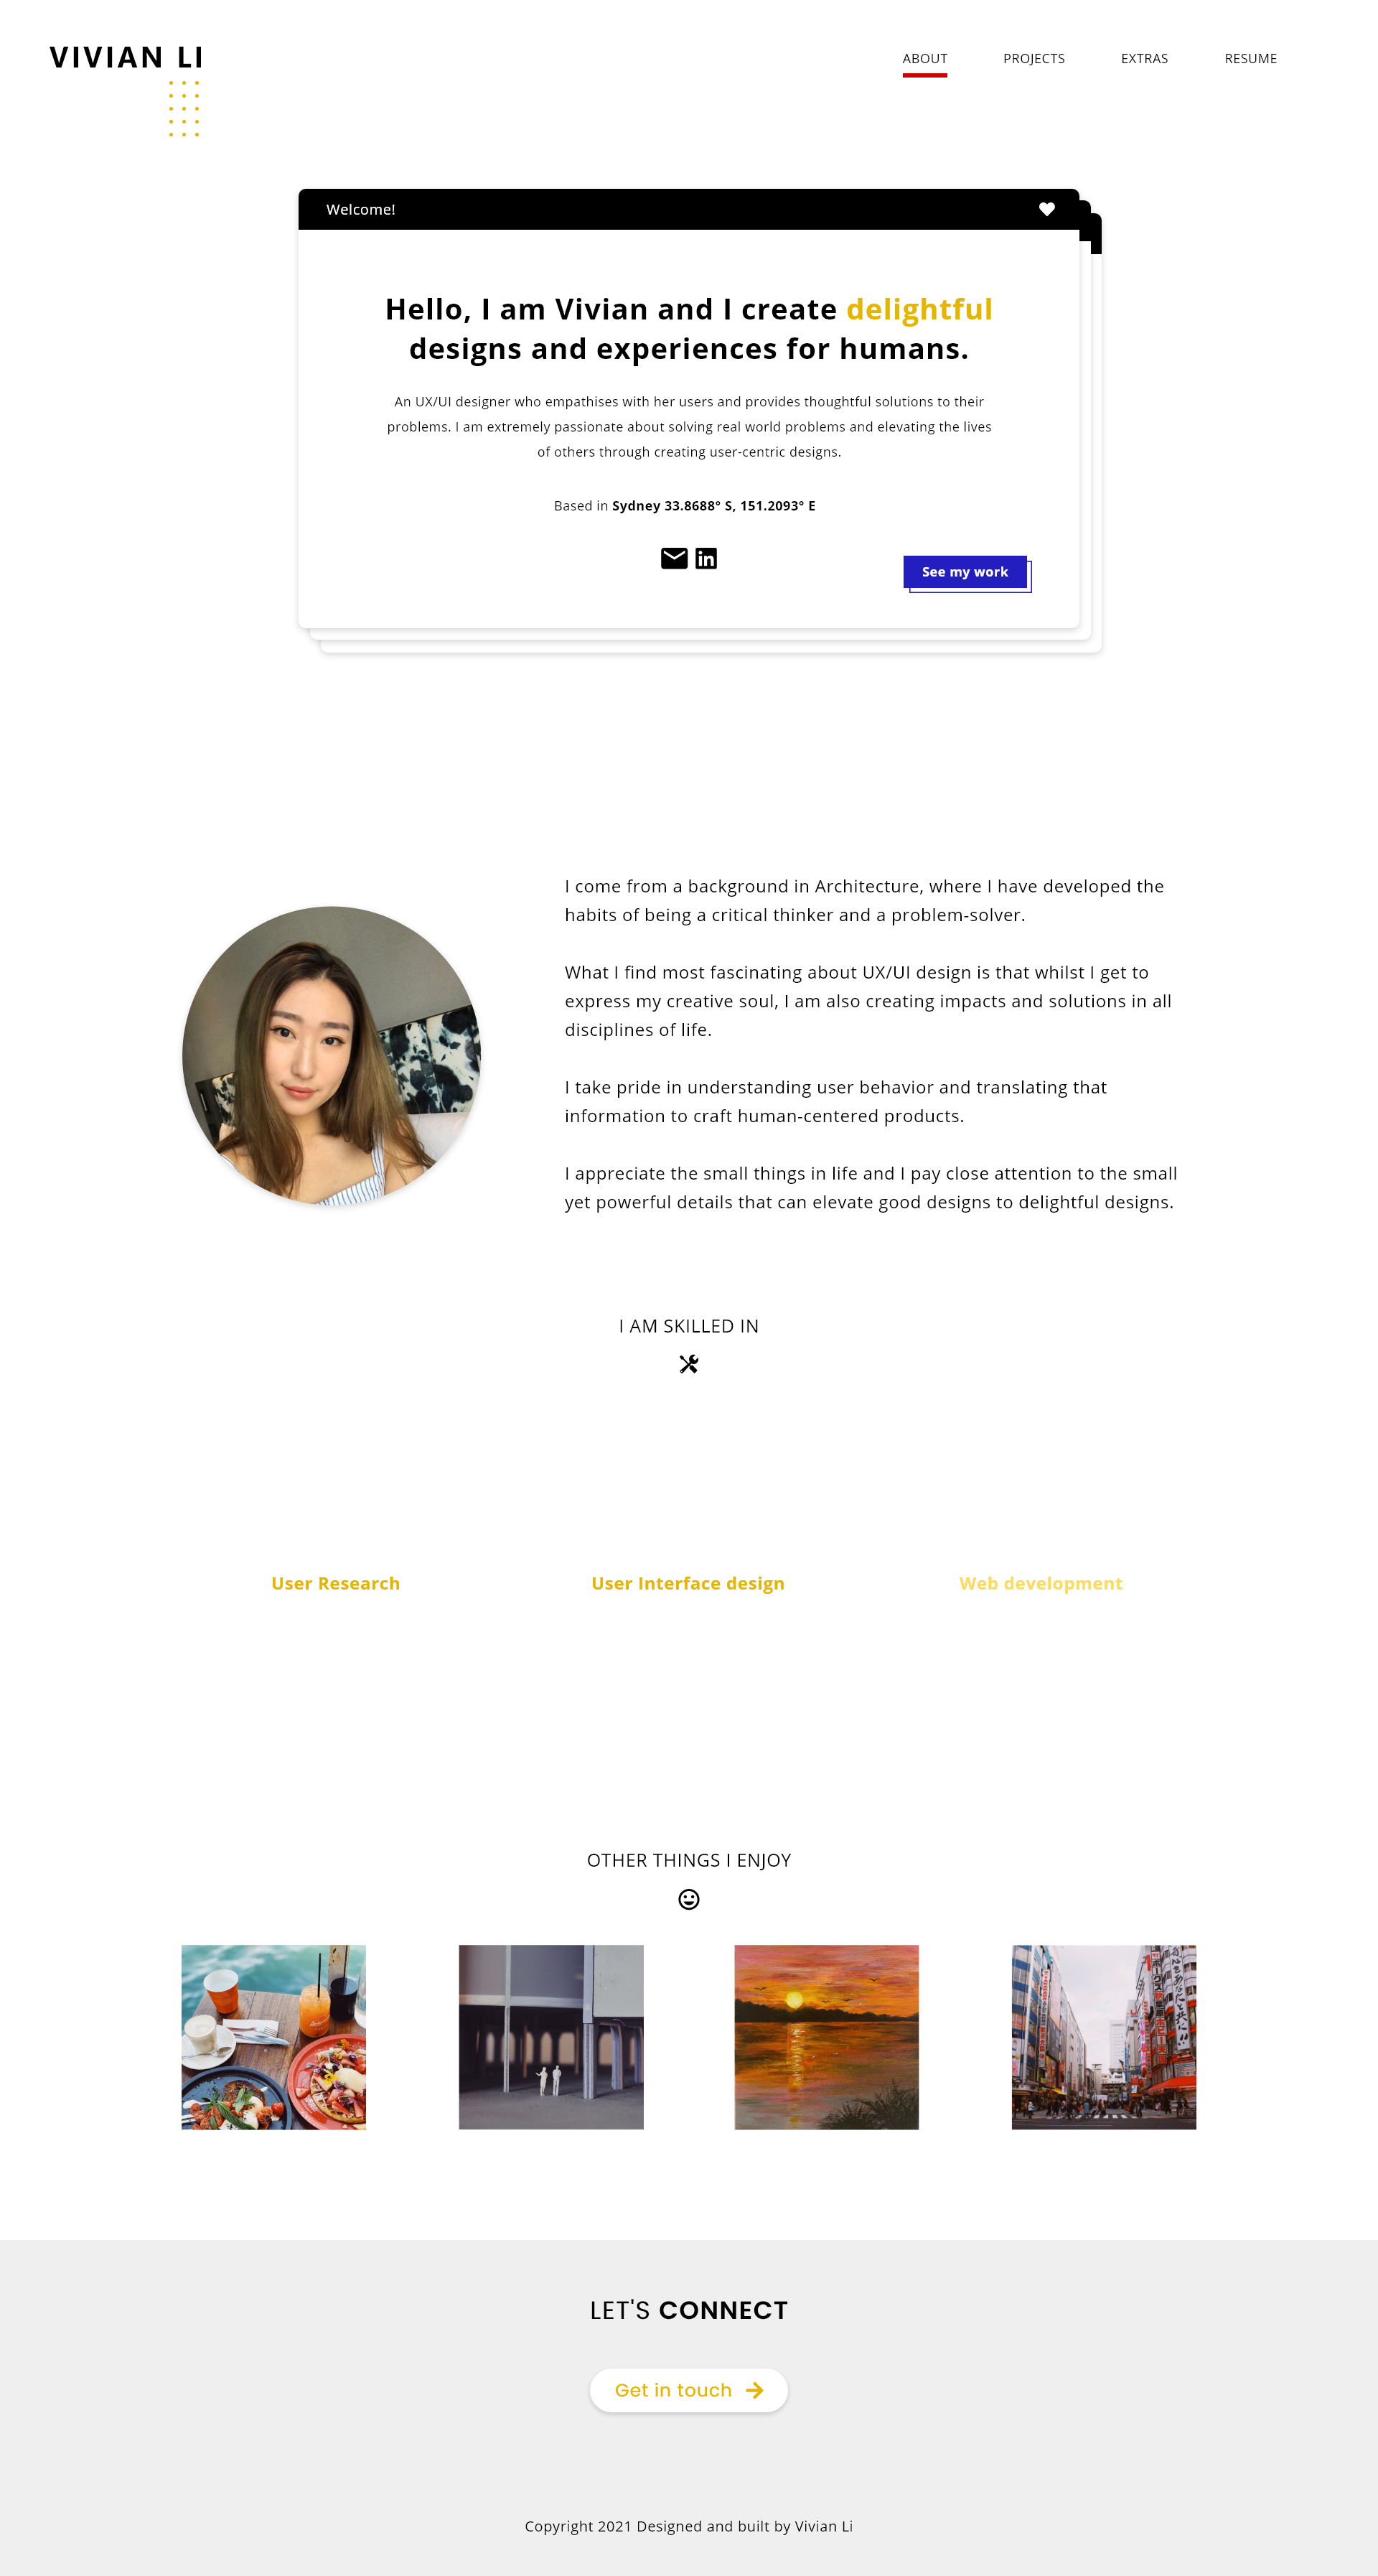 VIVIAN LI
ABOUT
PROJECTS
EXTRAS
RESUME
Welcome!
Hello, I am Vivian and I create delightful
designs and experiences for humans.
An UX/UI designer who empathises with her users and provides thoughtful solutions to their
problems. I am extremely passionate about solving real world problems and elevating the lives
of others through creating user-centric designs.
Based in Sydney 33.8688° S, 151.2093° E
in
See my work
I come from a background in Architecture, where I have developed the
habits of being a critical thinker and a problem-solver.
What I find most fascinating about UX/UI design is that whilst I get to
express my creative soul, I am also creating impacts and solutions in all
disciplines of life.
I take pride in understanding user behavior and translating that
information to craft human-centered products.
I appreciate the small things in life and I pay close attention to the small
yet powerful details that can elevate good designs to delightful designs.
I AM SKILLED IN
User Research
User Interface design
Web development
OTHER THINGS I ENJOY
LET'S CONNECT
Get in touch
Copyright 2021 Designed and built by Vivian Li